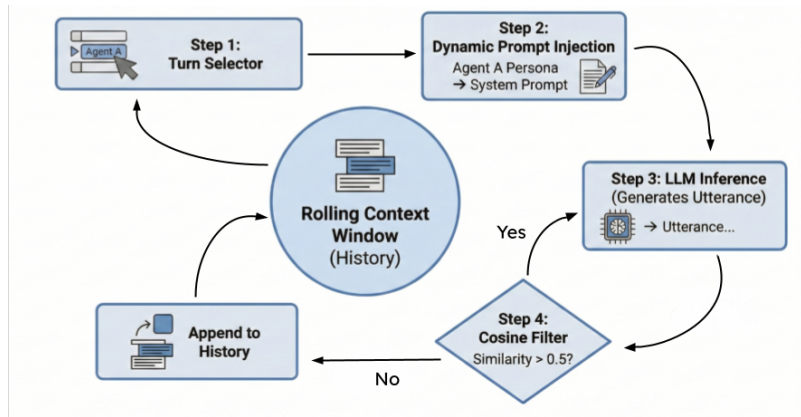 Agent A
Step 1:
Turn Selector
Step 2:
Dynamic Prompt Injection
Agent A Persona
→ System Prompt
Step 3: LLM Inference
(Generates Utterance)
→ Utterance...
Rolling Context
Window
(History)
Yes
Step 4:
Cosine Filter
Similarity > 0.5?
No
Append to
History